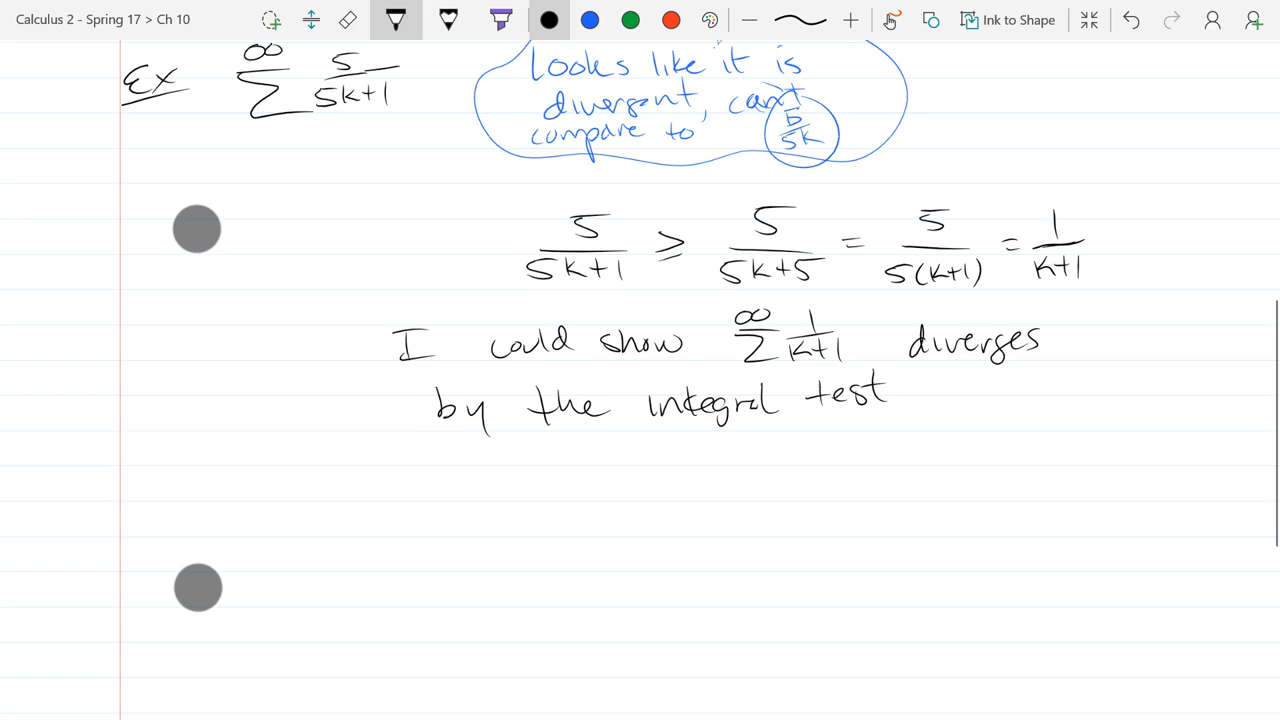 Calculus 2 - Spring 17 > Ch 10
Ink to Shape
Ex ∞ ∑ 5/(5k+1)
Looks like it is
divergent, can't
compare to 5/5k
5/(5k+1) ≥ 5/(5k+5) = 5/(5(k+1)) = 1/(k+1)
I could show ∞ ∑ 1/(k+1) diverges
by the integral test